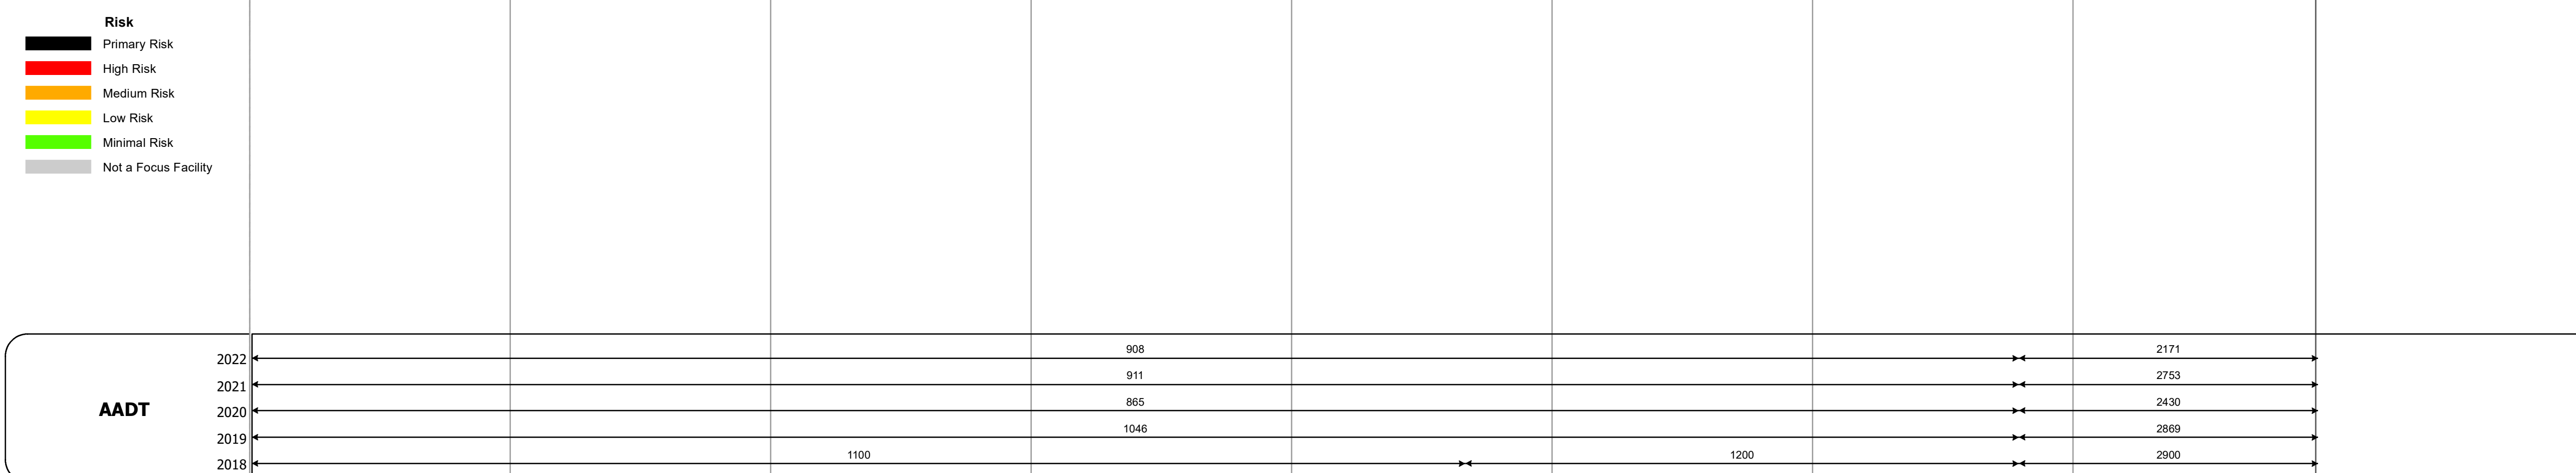 Risk
Primary Risk
High Risk
Medium Risk
Low Risk
Minimal Risk
Not a Focus Facility
AADT
2022 908 2171
2021 911 2753
2020 865 2430
2019 1046 2869
2018 1100 1200 2900